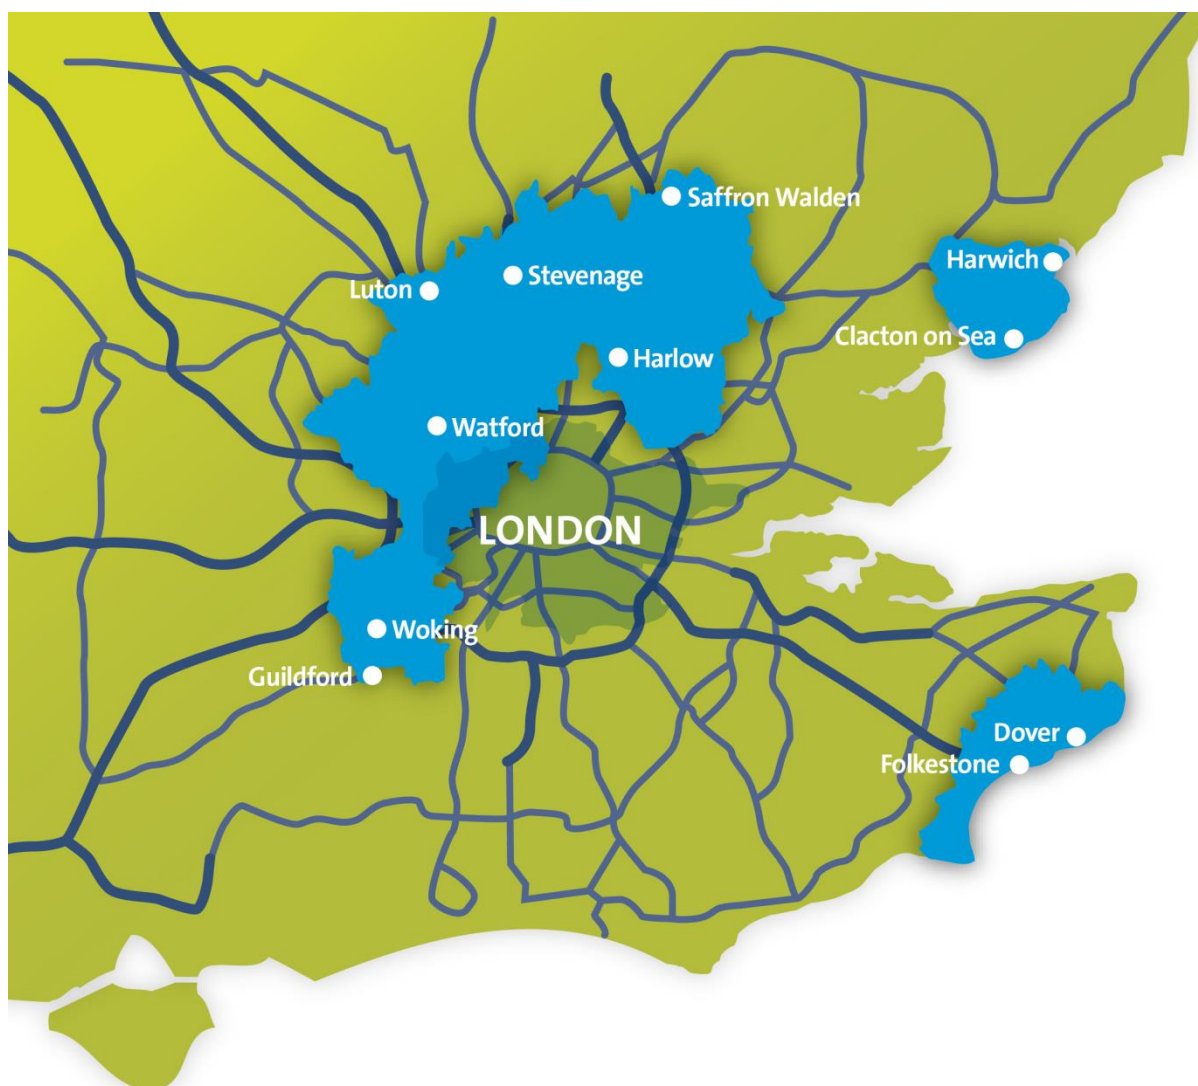 Saffron Walden
Harwich
Stevenage
Luton
Clacton on Sea
Harlow
Watford
LONDON
Woking
Guildford
Dover
Folkestone